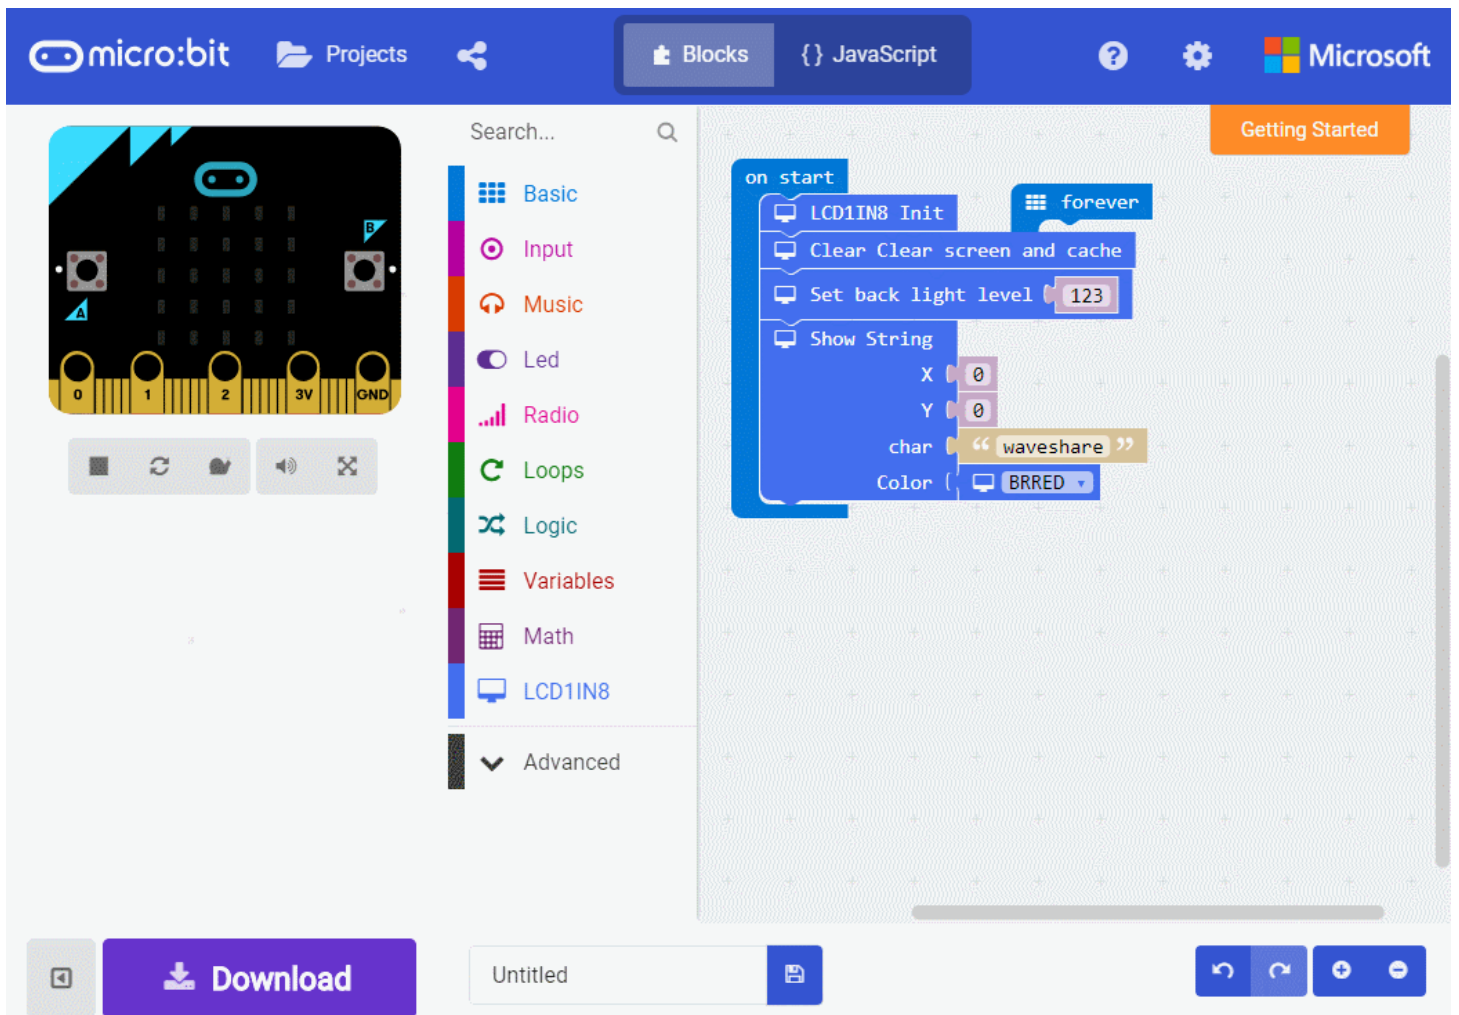 micro:bit Projects Blocks {} JavaScript ? Microsoft
Getting Started
B
A
0 1 2 3V GND
Search...
Basic
Input
Music
Led
Radio
Loops
Logic
Variables
Math
LCD1IN8
Advanced
on start
LCD1IN8 Init
Clear Clear screen and cache
Set back light level 123
Show String
X 0
Y 0
char “ waveshare ”
Color BRRED
forever
Download
Untitled